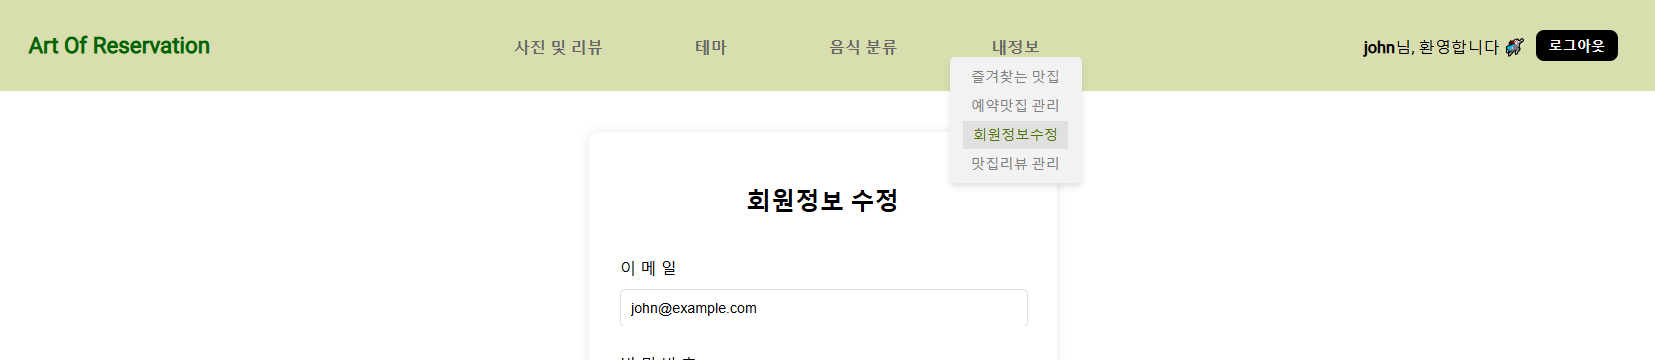 Art Of Reservation
사진 및 리뷰
테마
음식 분류
내정보
john님, 환영합니다
로그아웃
즐겨찾는 맛집
예약맛집 관리
회원정보수정
맛집리뷰 관리
회원정보 수정
이 메 일
john@example.com